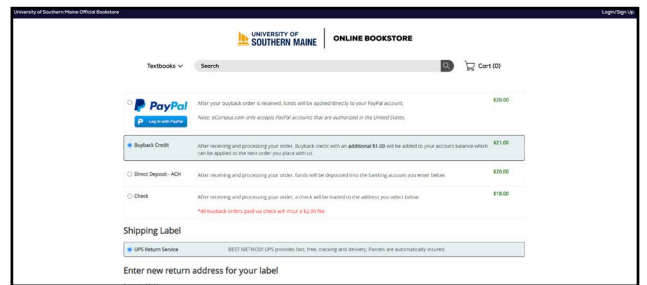 University of Southern Maine Official Bookstore
Login/Sign Up
UNIVERSITY OF
SOUTHERN MAINE
ONLINE BOOKSTORE
Textbooks
Search
Cart (0)
PayPal
After your buyback order is received, funds will be applied directly to your PayPal account.
$20.00
Log in with PayPal
Note: eCampus.com only accepts PayPal accounts that are authorized in the United States.
Buyback Credit
After receiving and processing your order, Buyback credit with an additional $1.00 will be added to your account balance which
can be applied to the next order you place with us.
$21.00
Direct Deposit - ACH
After receiving and processing your order, funds will be deposited into the banking account you enter below.
$20.00
Check
After receiving and processing your order, a check will be mailed to the address you select below.
$18.00
*All buyback orders paid via check will incur a $2.00 fee.
Shipping Label
UPS Return Service
BEST METHOD! UPS provides fast, free, tracking and delivery. Parcels are automatically insured.
Enter new return address for your label